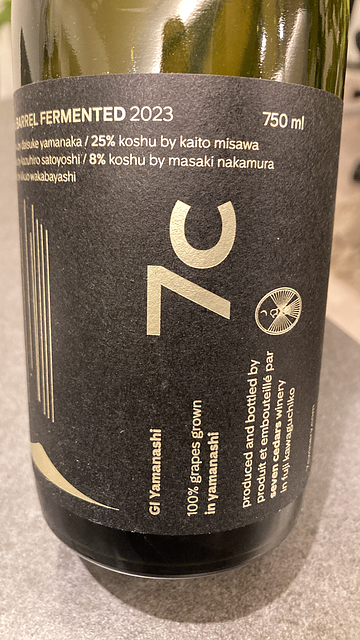 BARREL FERMENTED 2023
750 ml
daisuke yamanaka / 25% koshu by kaito misawa
kazuhiro satoyoshi / 8% koshu by masaki nakamura
wakabayashi
7c
GI Yamanashi
100% grapes grown
in yamanashi
produced and bottled by
produit et embouteillé par
seven cedars winery
in fuji kawaguchiko